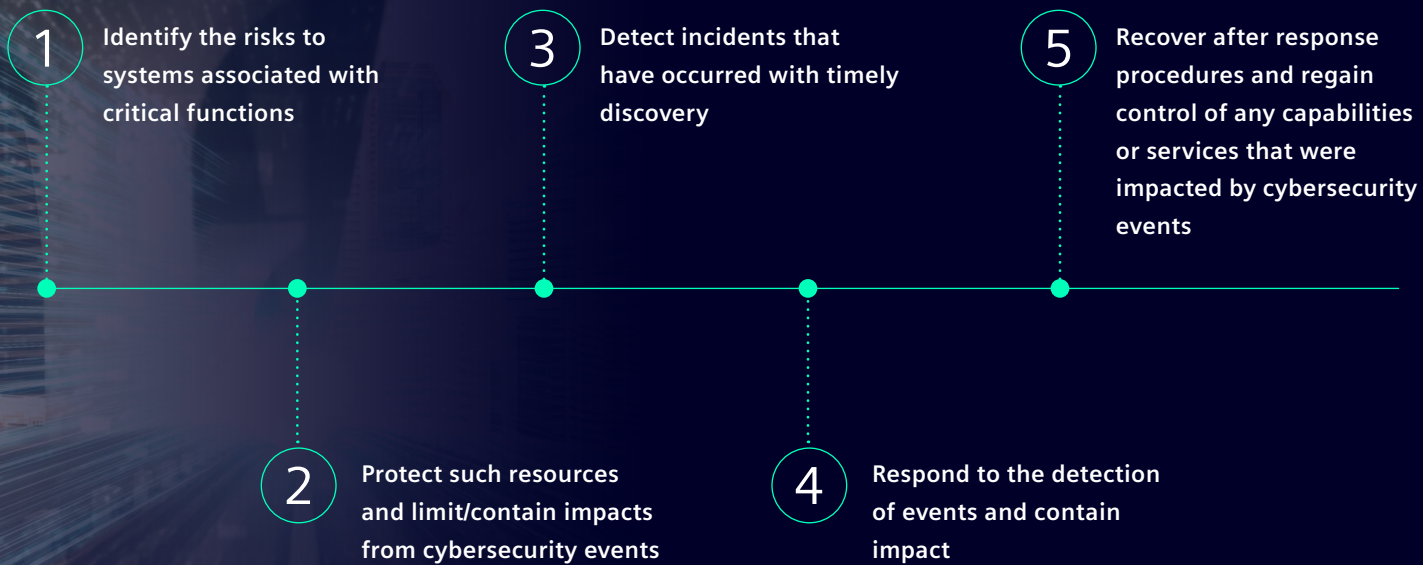 1
Identify the risks to
systems associated with
critical functions
2
Protect such resources
and limit/contain impacts
from cybersecurity events
3
Detect incidents that
have occurred with timely
discovery
4
Respond to the detection
of events and contain
impact
5
Recover after response
procedures and regain
control of any capabilities
or services that were
impacted by cybersecurity
events